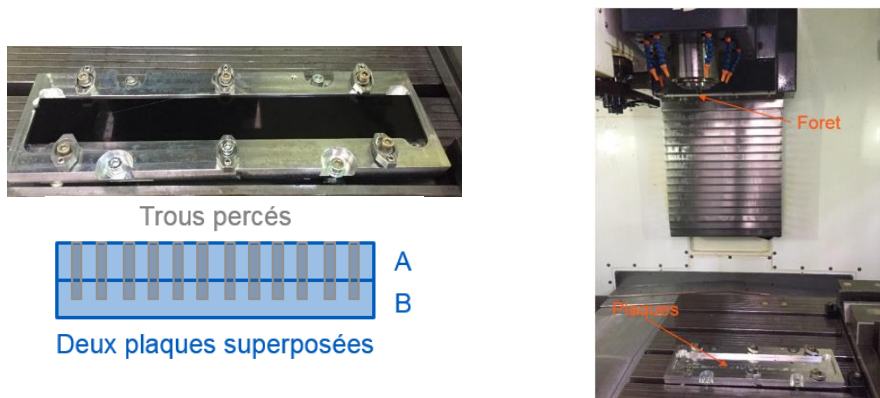 Trous percés
A
B
Deux plaques superposées
Foret
Plaques